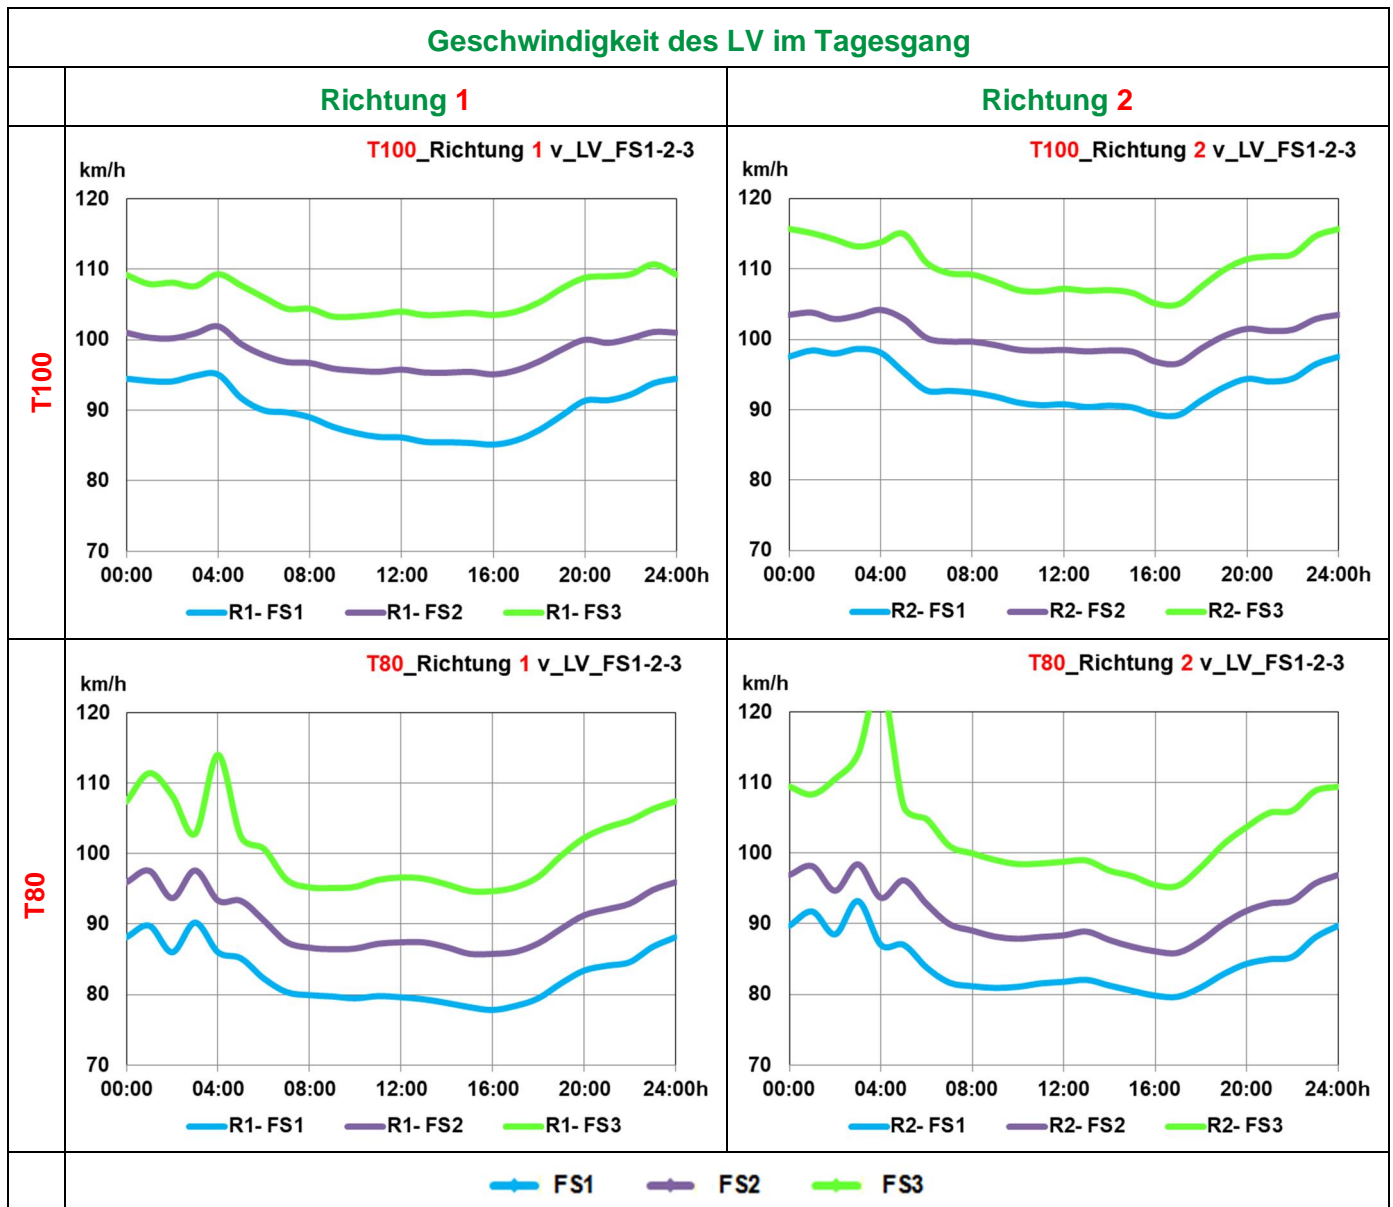 Geschwindigkeit des LV im Tagesgang
Richtung 1
Richtung 2
T100
T100_Richtung 1 v_LV_FS1-2-3
km/h
120
110
100
90
80
70
00:00 04:00 08:00 12:00 16:00 20:00 24:00h
R1- FS1 R1- FS2 R1- FS3
T100_Richtung 2 v_LV_FS1-2-3
km/h
120
110
100
90
80
70
00:00 04:00 08:00 12:00 16:00 20:00 24:00h
R2- FS1 R2- FS2 R2- FS3
T80
T80_Richtung 1 v_LV_FS1-2-3
km/h
120
110
100
90
80
70
00:00 04:00 08:00 12:00 16:00 20:00 24:00h
R1- FS1 R1- FS2 R1- FS3
T80_Richtung 2 v_LV_FS1-2-3
km/h
120
110
100
90
80
70
00:00 04:00 08:00 12:00 16:00 20:00 24:00h
R2- FS1 R2- FS2 R2- FS3
FS1 FS2 FS3